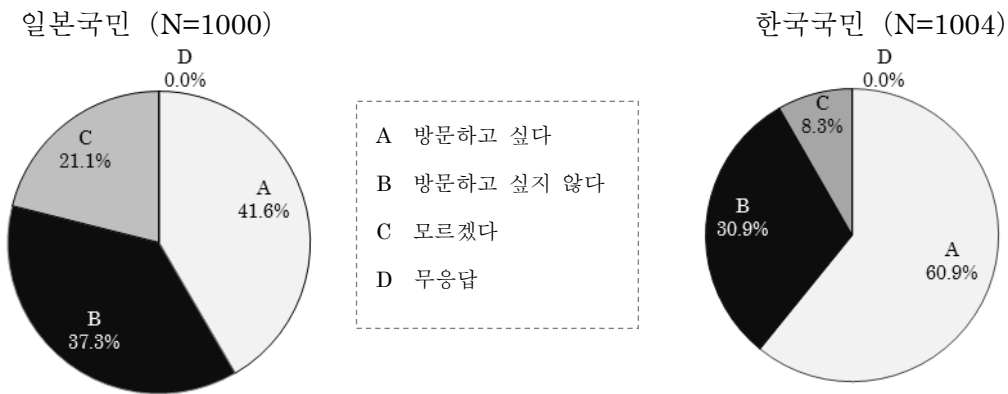 일본국민 (N=1000)
D
0.0%
C
21.1%
A
41.6%
B
37.3%
A 방문하고 싶다
B 방문하고 싶지 않다
C 모르겠다
D 무응답
한국국민 (N=1004)
D
0.0%
C
8.3%
B
30.9%
A
60.9%